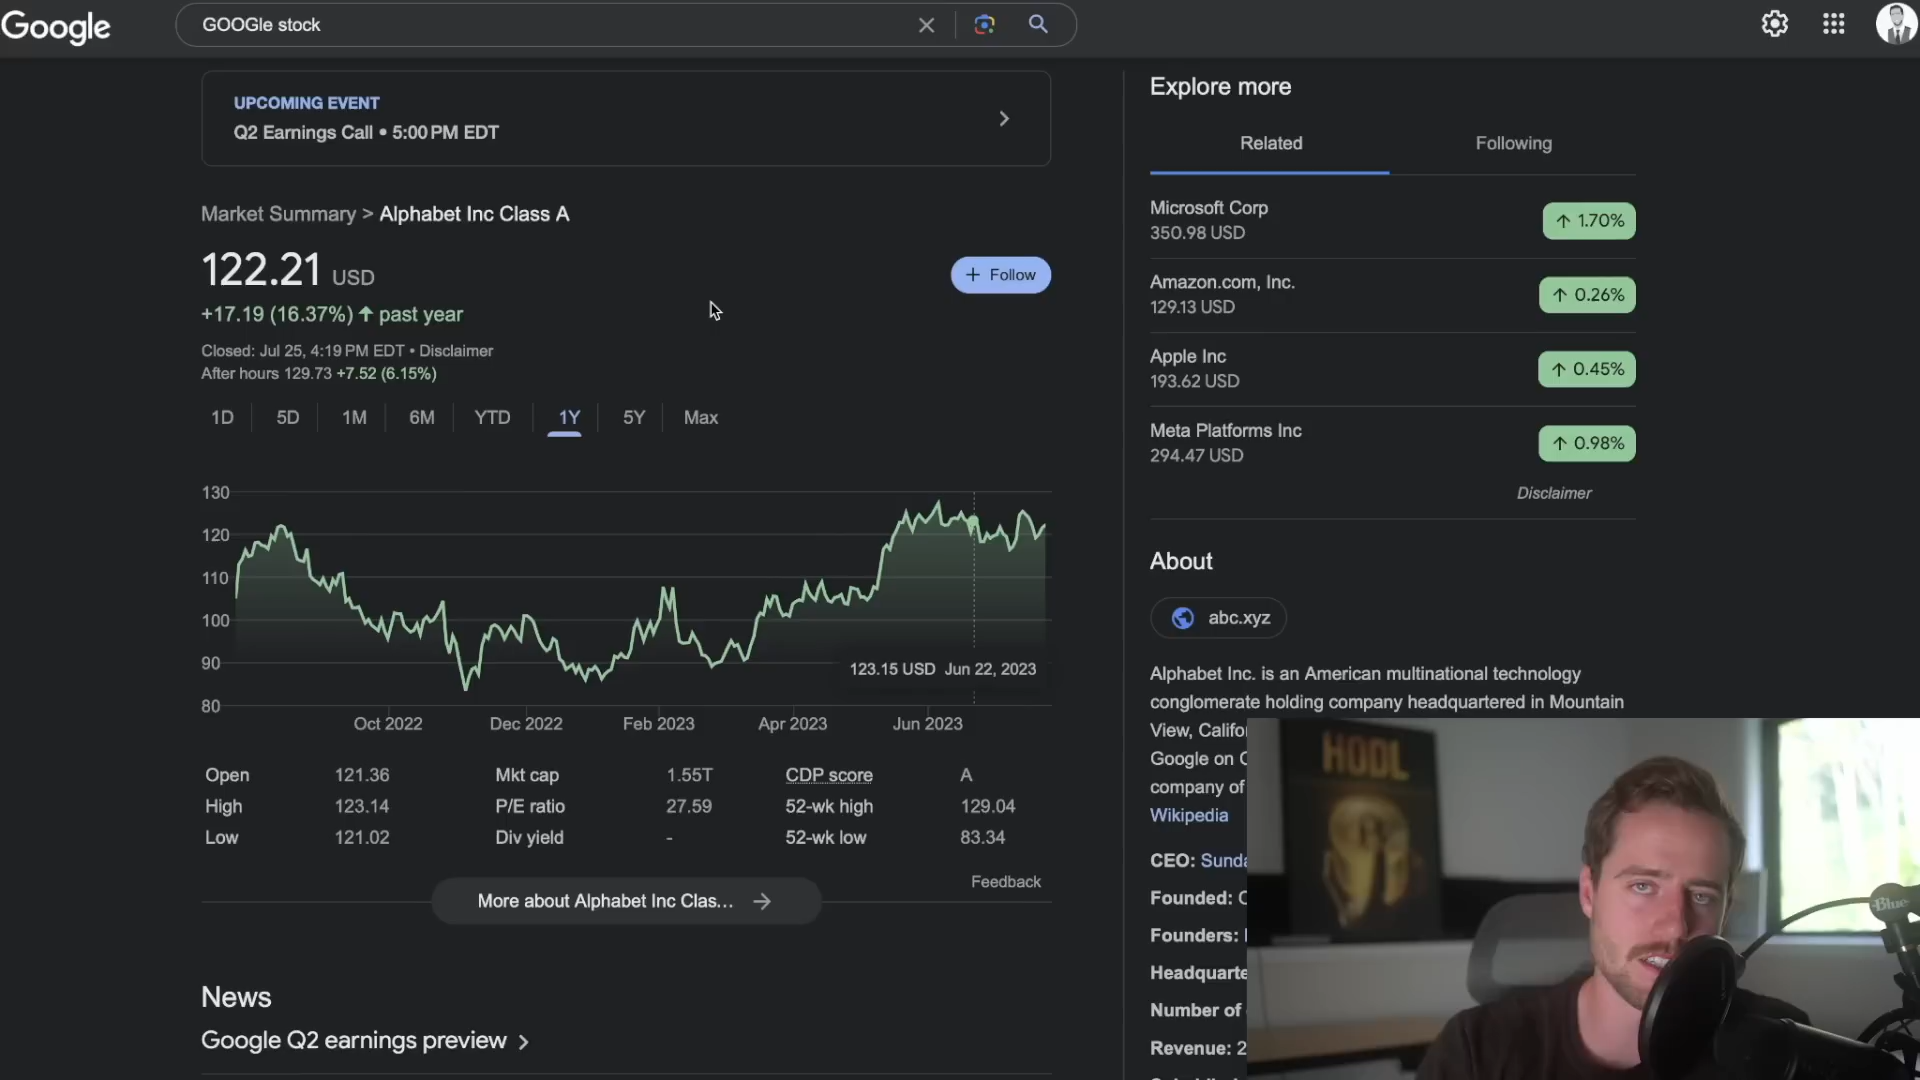 Google
GOOGle stock
UPCOMING EVENT
Q2 Earnings Call • 5:00 PM EDT
Market Summary > Alphabet Inc Class A
122.21 USD
+ Follow
+17.19 (16.37%) ↑ past year
Closed: Jul 25, 4:19 PM EDT • Disclaimer
After hours 129.73 +7.52 (6.15%)
1D 5D 1M 6M YTD 1Y 5Y Max
130
120
110
100
90
80
123.15 USD Jun 22, 2023
Oct 2022 Dec 2022 Feb 2023 Apr 2023 Jun 2023
Open 121.36 Mkt cap 1.55T CDP score A
High 123.14 P/E ratio 27.59 52-wk high 129.04
Low 121.02 Div yield - 52-wk low 83.34
Feedback
More about Alphabet Inc Clas... →
News
Google Q2 earnings preview >
Explore more
Related Following
Microsoft Corp
350.98 USD
↑ 1.70%
Amazon.com, Inc.
129.13 USD
↑ 0.26%
Apple Inc
193.62 USD
↑ 0.45%
Meta Platforms Inc
294.47 USD
↑ 0.98%
Disclaimer
About
abc.xyz
Alphabet Inc. is an American multinational technology
conglomerate holding company headquartered in Mountain
View, Califo
Google on
company of
Wikipedia
CEO: Sunda
Founded:
Founders:
Headquarte
Number of
Revenue: 2
HODL
Blue